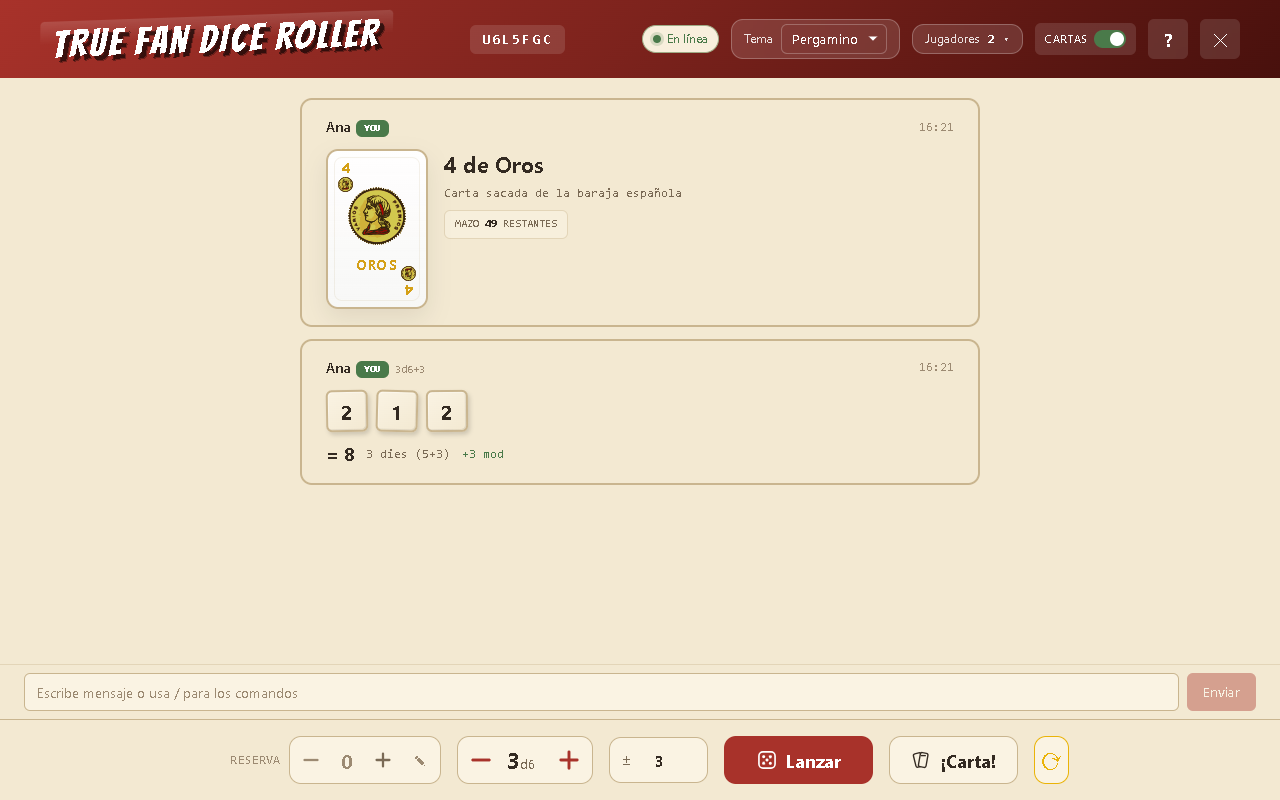 TRUE FAN DICE ROLLER
U6L5FGC
En línea
Tema
Pergamino
Jugadores 2
CARTAS
?
Ana YOU
16:21
4
OROS
4
4 de Oros
Carta sacada de la baraja española
MAZO 49 RESTANTES
Ana YOU 3d6+3
16:21
2 1 2
= 8 3 dies (5+3) +3 mod
Escribe mensaje o usa / para los comandos
Enviar
RESERVA
− 0 +
− 3d6 +
± 3
Lanzar
¡Carta!